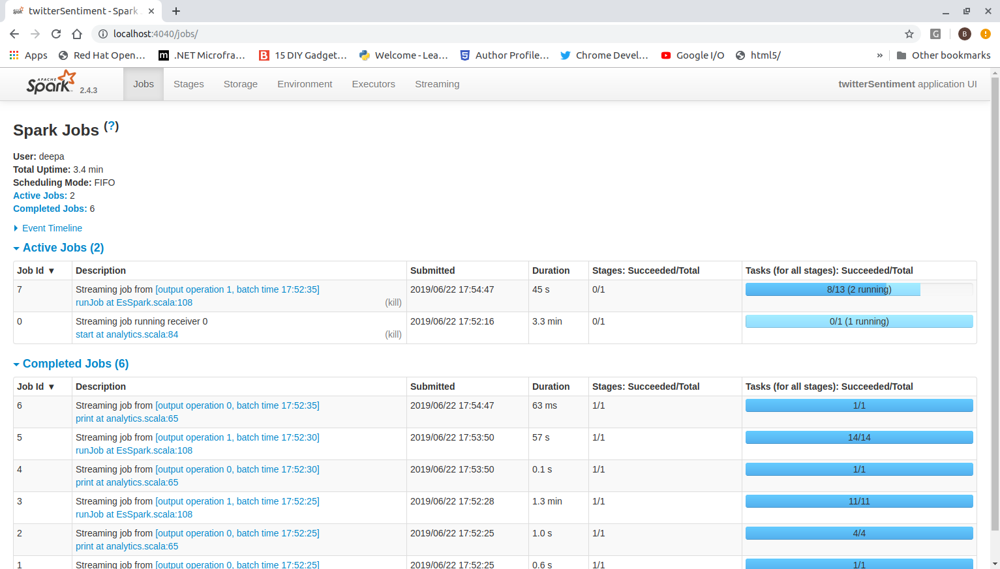 twitterSentiment - Spark
localhost:4040/jobs/
G
B
Apps Red Hat Open… m .NET Microfra… B 15 DIY Gadget… Welcome - Lea… 5 Author Profile… Chrome Devel… Google I/O html5/ » Other bookmarks
APACHE Spark 2.4.3 Jobs Stages Storage Environment Executors Streaming twitterSentiment application UI
Spark Jobs (?)
User: deepa
Total Uptime: 3.4 min
Scheduling Mode: FIFO
Active Jobs: 2
Completed Jobs: 6
Event Timeline
Active Jobs (2)
Job Id ▼ Description Submitted Duration Stages: Succeeded/Total Tasks (for all stages): Succeeded/Total
7 Streaming job from [output operation 1, batch time 17:52:35] 2019/06/22 17:54:47 45 s 0/1 8/13 (2 running)
runJob at EsSpark.scala:108 (kill)
0 Streaming job running receiver 0 2019/06/22 17:52:16 3.3 min 0/1 0/1 (1 running)
start at analytics.scala:84 (kill)
Completed Jobs (6)
Job Id ▼ Description Submitted Duration Stages: Succeeded/Total Tasks (for all stages): Succeeded/Total
6 Streaming job from [output operation 0, batch time 17:52:35] 2019/06/22 17:54:47 63 ms 1/1 1/1
print at analytics.scala:65
5 Streaming job from [output operation 1, batch time 17:52:30] 2019/06/22 17:53:50 57 s 1/1 14/14
runJob at EsSpark.scala:108
4 Streaming job from [output operation 0, batch time 17:52:30] 2019/06/22 17:53:50 0.1 s 1/1 1/1
print at analytics.scala:65
3 Streaming job from [output operation 1, batch time 17:52:25] 2019/06/22 17:52:28 1.3 min 1/1 11/11
runJob at EsSpark.scala:108
2 Streaming job from [output operation 0, batch time 17:52:25] 2019/06/22 17:52:25 1.0 s 1/1 4/4
print at analytics.scala:65
1 Streaming job from [output operation 0, batch time 17:52:25] 2019/06/22 17:52:25 0.6 s 1/1 1/1